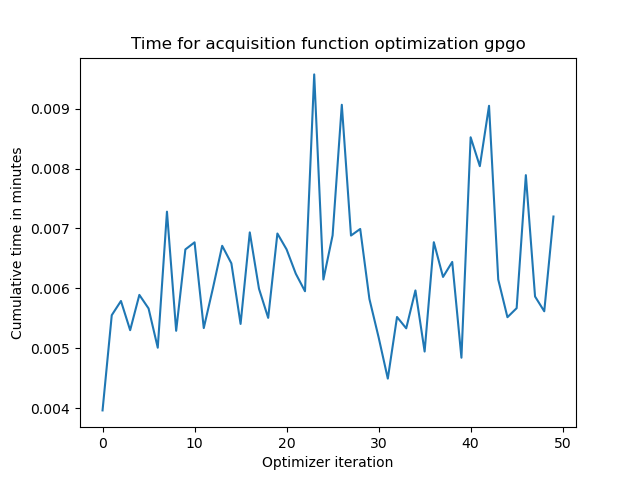 Time for acquisition function optimization gpgo
Cumulative time in minutes
0.009
0.008
0.007
0.006
0.005
0.004
0 10 20 30 40 50
Optimizer iteration